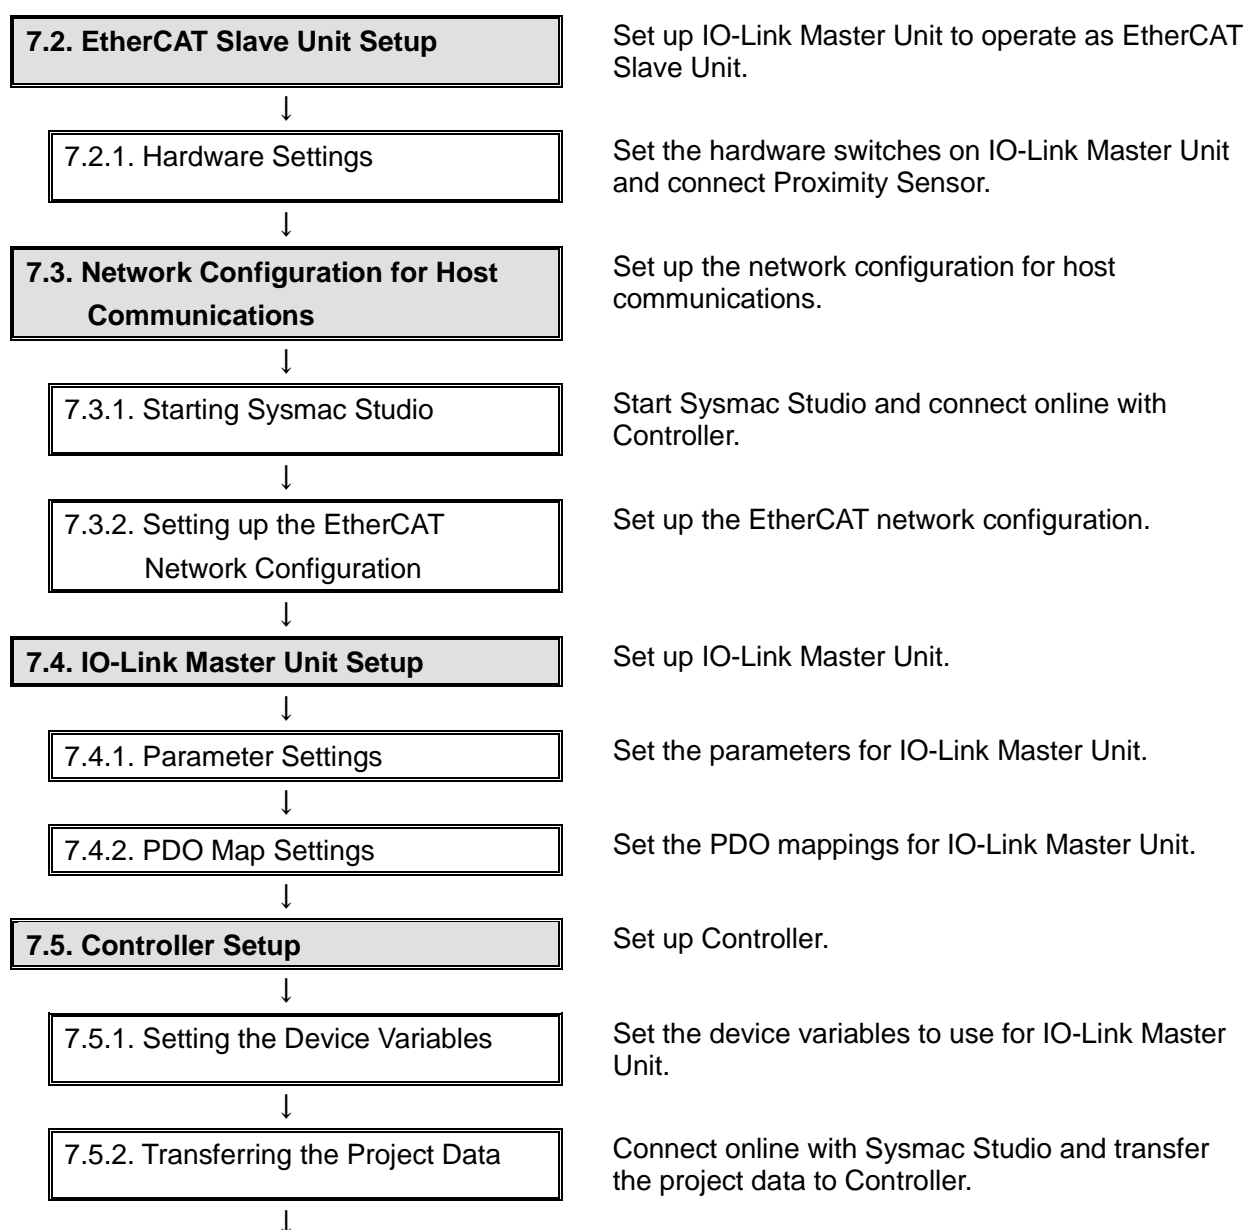 7.2. EtherCAT Slave Unit Setup
Set up IO-Link Master Unit to operate as EtherCAT
Slave Unit.
↓
7.2.1. Hardware Settings
Set the hardware switches on IO-Link Master Unit
and connect Proximity Sensor.
↓
7.3. Network Configuration for Host
Communications
Set up the network configuration for host
communications.
↓
7.3.1. Starting Sysmac Studio
Start Sysmac Studio and connect online with
Controller.
↓
7.3.2. Setting up the EtherCAT
Network Configuration
Set up the EtherCAT network configuration.
↓
7.4. IO-Link Master Unit Setup
Set up IO-Link Master Unit.
↓
7.4.1. Parameter Settings
Set the parameters for IO-Link Master Unit.
↓
7.4.2. PDO Map Settings
Set the PDO mappings for IO-Link Master Unit.
↓
7.5. Controller Setup
Set up Controller.
↓
7.5.1. Setting the Device Variables
Set the device variables to use for IO-Link Master
Unit.
↓
7.5.2. Transferring the Project Data
Connect online with Sysmac Studio and transfer
the project data to Controller.
↓